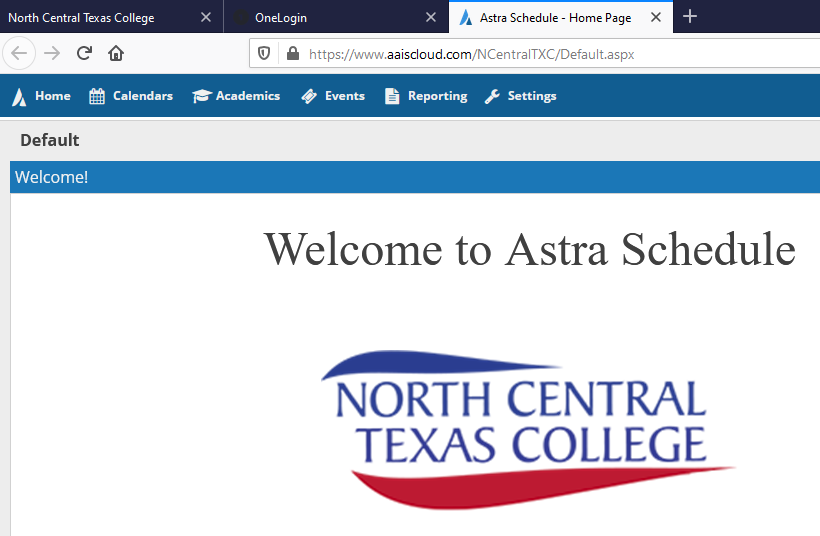 North Central Texas College OneLogin Astra Schedule - Home Page
https://www.aaiscloud.com/NCentralTXC/Default.aspx
Home Calendars Academics Events Reporting Settings
Default
Welcome!
Welcome to Astra Schedule
NORTH CENTRAL
TEXAS COLLEGE